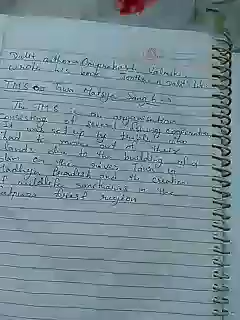 Dalit author Omprakash Valmiki
wrote his book Joothan
TMS or Tawa Matsya Sangh is
The TMS is an organisation
consisting of several fishing cooperatives
It was set up by tribals who
had to move out of their
lands due to the building of a
dam on the river Tawa in
Madhya Pradesh and the creation
of wildlife sanctuaries in the
forest region